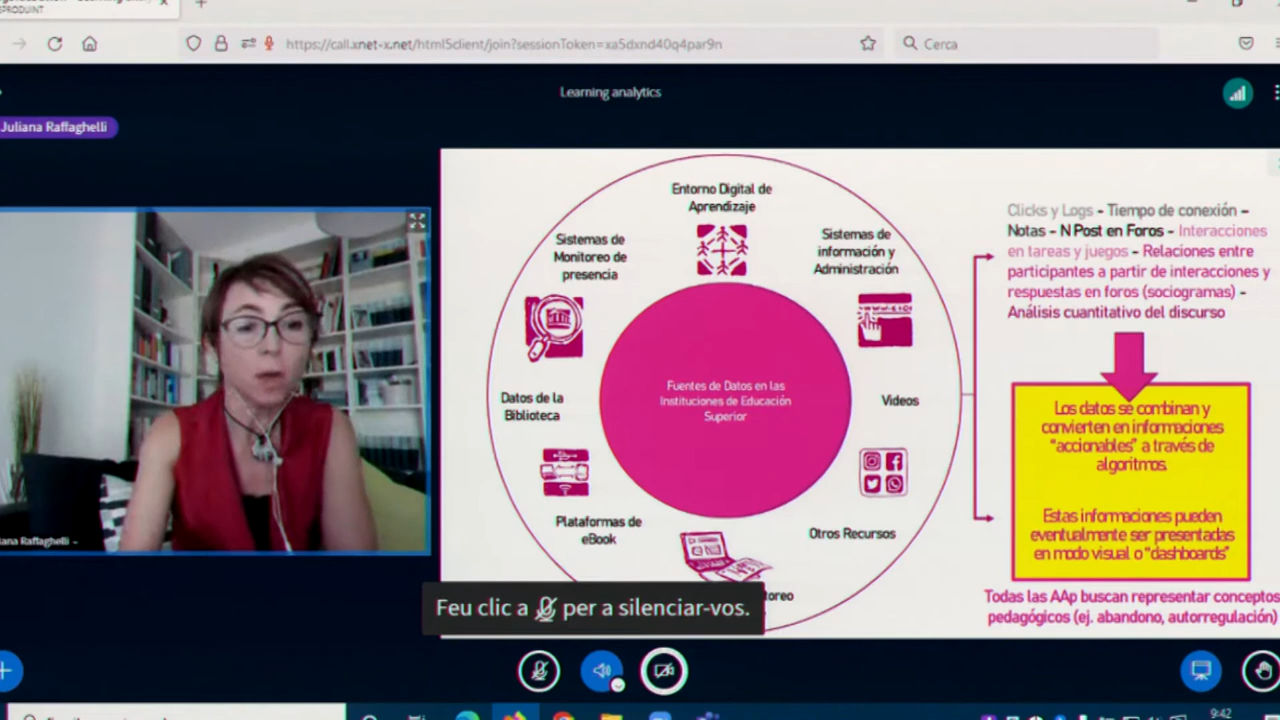 PRODUINT
https://call.xnet-x.net/html5client/join?sessionToken=xa5dxnd40q4par9n
Cerca
Learning analytics
Juliana Raffaghelli
Entorno Digital de
Aprendizaje
Sistemas de
Monitoreo de
presencia
Sistemas de
información y
Administración
Datos de la
Biblioteca
Fuentes de Datos en las
Instituciones de Educación
Superior
Videos
Plataformas de
eBook
Otros Recursos
toreo
Clicks y Logs - Tiempo de conexión -
Notas - N Post en Foros - Interacciones
en tareas y juegos - Relaciones entre
participantes a partir de interacciones y
respuestas en foros (sociogramas) -
Análisis cuantitativo del discurso
Los datos se combinan y
convierten en informaciones
"accionables" a través de
algoritmos.
Estas informaciones pueden
eventualmente ser presentadas
en modo visual o "dashboards"
Todas las AAp buscan representar conceptos
pedagógicos (ej. abandono, autorregulación)
iana Raffaghelli
Feu clic a per a silenciar-vos.
9:42